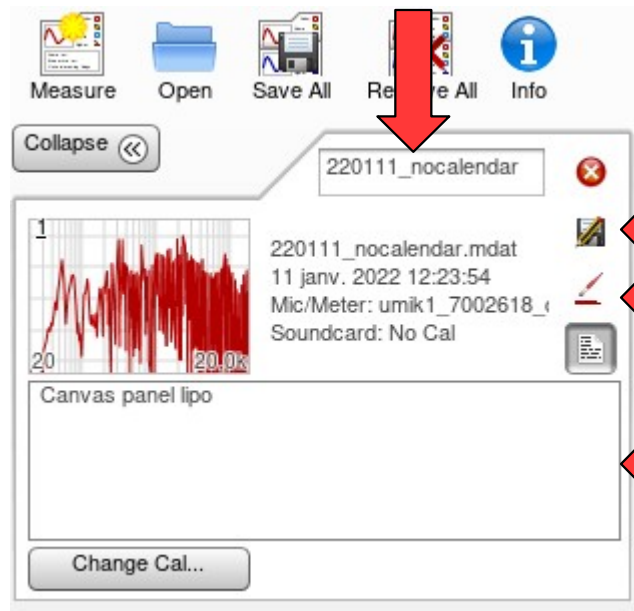 Measure Open Save All Info
Collapse
220111_nocalendar
1
220111_nocalendar.mdat
11 janv. 2022 12:23:54
Mic/Meter: umik1_7002618_
Soundcard: No Cal
20 20,0k
Canvas panel lipo
Change Cal...